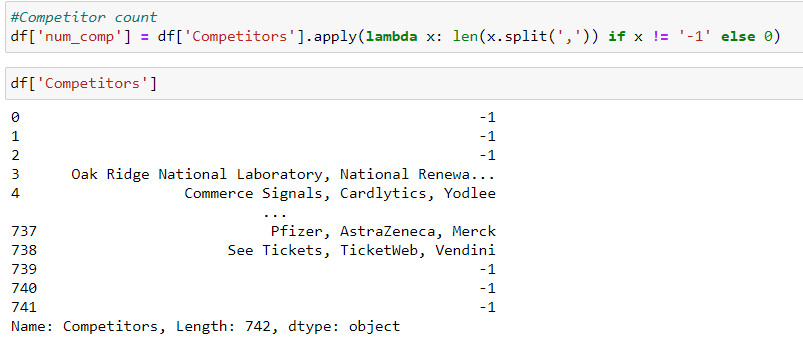 #Competitor count
df['num_comp'] = df['Competitors'].apply(lambda x: len(x.split(',')) if x != '-1' else 0)
df['Competitors']
0 -1
1 -1
2 -1
3 Oak Ridge National Laboratory, National Renewa...
4 Commerce Signals, Cardlytics, Yodlee
...
737 Pfizer, AstraZeneca, Merck
738 See Tickets, TicketWeb, Vendini
739 -1
740 -1
741 -1
Name: Competitors, Length: 742, dtype: object